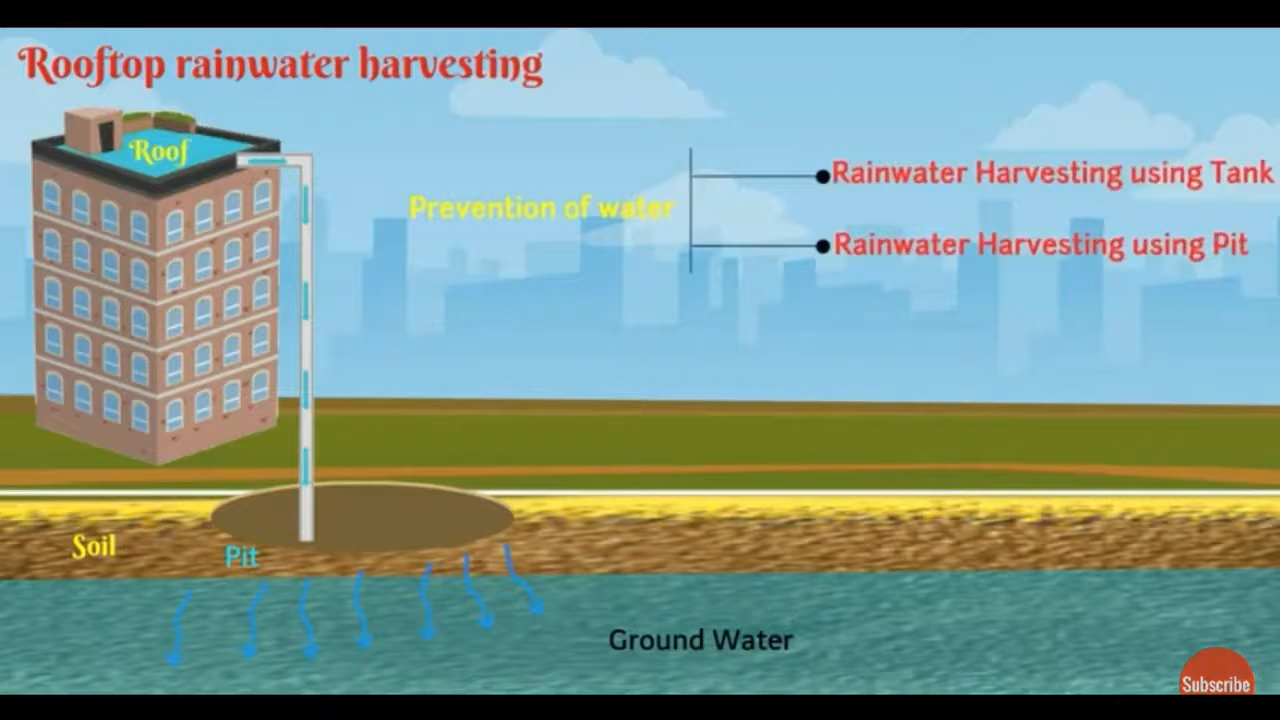 Rooftop rainwater harvesting
Roof
Prevention of water
Rainwater Harvesting using Tank
Rainwater Harvesting using Pit
Soil
Pit
Ground Water
Subscribe